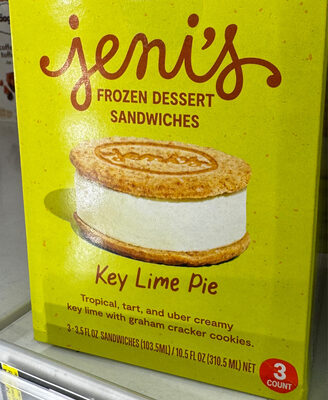 jeni's
FROZEN DESSERT
SANDWICHES
Key Lime Pie
Tropical, tart, and uber creamy
key lime with graham cracker cookies.
3 - 3.5 FL OZ SANDWICHES (103.5ML) / 10.5 FL OZ (310.5 ML) NET
3
COUNT